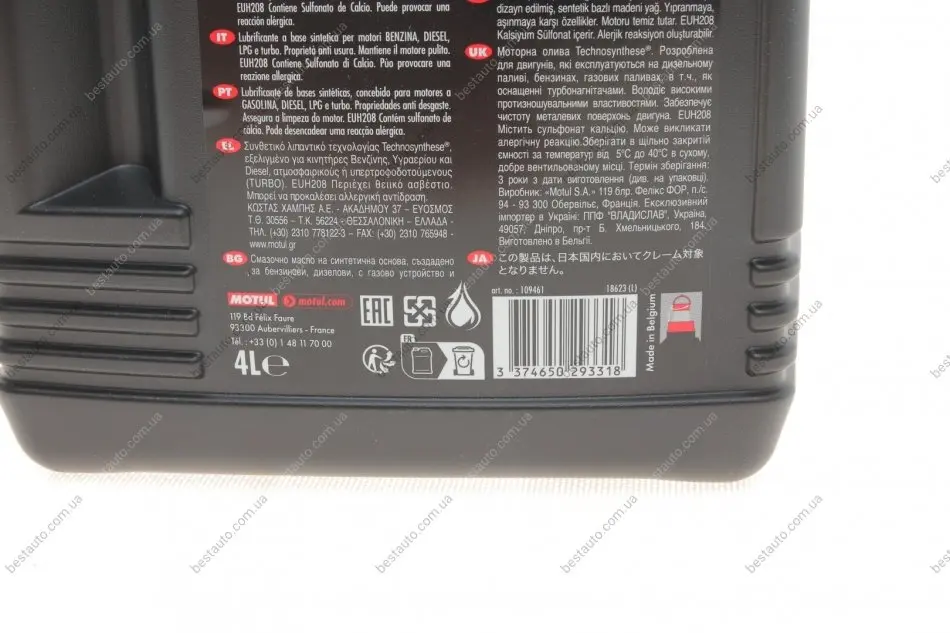 EUH208 Contiene Sulfonato de Calcio. Puede provocar una
reacción alérgica.
IT Lubrificante a base sintetica per motori BENZINA, DIESEL,
LPG e turbo. Proprietà anti usura. Mantiene il motore pulito.
EUH208 Contiene Sulfonato di Calcio. Può provocare una
reazione allergica.
PT Lubrificante de bases sintéticas, concebido para motores a
GASOLINA, DIESEL, LPG e turbo. Propriedades anti desgaste.
Assegura a limpeza do motor. EUH208 Contém sulfonato de
cálcio. Pode desencadear uma reacção alérgica.
EL Συνθετικό λιπαντικό τεχνολογίας Technosynthese®,
εξελιγμένο για κινητήρες Βενζίνης, Υγραερίου και
Diesel, ατμοσφαιρικούς ή υπερτροφοδοτούμενους
(TURBO). EUH208 Περιέχει θειικό ασβέστιο.
Μπορεί να προκαλέσει αλλεργική αντίδραση.
ΚΩΣΤΑΣ ΧΑΜΠΗΣ Α.Ε. - ΑΚΑΔΗΜΟΥ 37 – ΕΥΟΣΜΟΣ
Τ.Θ. 30556 – Τ.Κ. 56224 - ΘΕΣΣΑΛΟΝΙΚΗ – ΕΛΛΑΔΑ -
ΤΗΛ. (+30) 2310 778122-3 – FAX: (+30) 2310 765948 -
www.motul.gr
BG Смазочно масло на синтетична основа, създадено
за бензинови, дизелови, с газово устройство и
dizayn edilmiş, sentetik bazlı madeni yağ. Yıpranmaya,
aşınmaya karşı özellikler. Motoru temiz tutar. EUH208
Kalsiyum Sülfonat içerir. Alerjik reaksiyon oluşturabilir.
UK Моторна олива Technosynthese®. Розроблена
для двигунів, які експлуатуються на дизельному
паливі, бензинах, газових паливах, в т.ч., як
оснащенні турбонагнітачами. Володіє високими
протизношувальними властивостями. Забезпечує
чистоту металевих поверхонь двигуна. EUH208
Містить сульфонат кальцію. Може викликати
алергічну реакцію.Зберігати в щільно закритій
ємності за температур від 5°C до 40°C в сухому,
добре вентильованому місці. Термін зберігання:
3 роки з дати виготовлення (див. на упаковці).
Виробник: «Motul S.A.» 119 блр. Фелікс ФОР, п./с.
94 - 93 300 Обервільє, Франція. Ексклюзивний
імпортер в Україні: ППФ "ВЛАДИСЛАВ", Україна,
49057, Дніпро, пр-т Б. Хмельницького, 184.
Виготовлено в Бельгії.
JA この製品は、日本国内においてクレーム対象
となりません。
MOTUL motul.com
119 Bd Félix Faure
93300 Aubervilliers - France
Tél. : +33 (0) 1 48 11 70 00
4L℮
EAC
FR
art. no. : 109461 18623 (L)
3 374650 293318
Made in Belgium
bestauto.com.ua